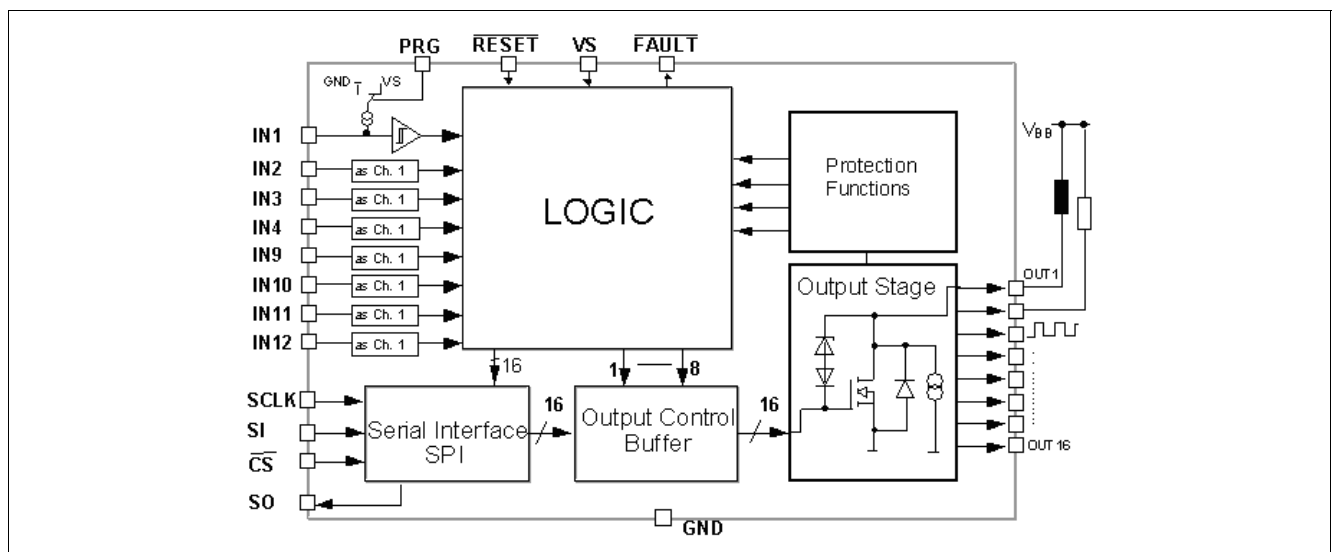 PRG RESET VS FAULT
GND VS
IN1
IN2 as Ch. 1
IN3 as Ch. 1
IN4 as Ch. 1
IN9 as Ch. 1
IN10 as Ch. 1
IN11 as Ch. 1
IN12 as Ch. 1
LOGIC
Protection
Functions
VBB
Output Stage
OUT1
OUT16
16
1
8
SCLK
SI
CS
SO
Serial Interface
SPI
16
Output Control
Buffer
16
GND